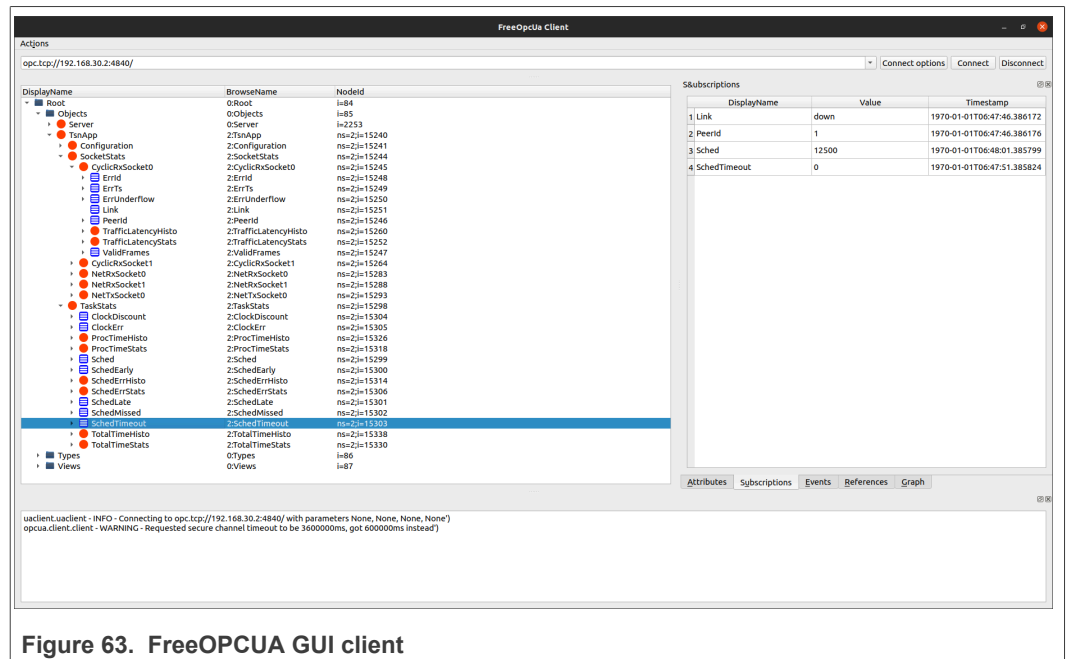 FreeOpcUa Client
Actions
opc.tcp://192.168.30.2:4840/
Connect options Connect Disconnect
DisplayName BrowseName NodeId
Root 0:Root i=84
Objects 0:Objects i=85
Server 0:Server i=2253
TsnApp 2:TsnApp ns=2;i=15240
Configuration 2:Configuration ns=2;i=15241
SocketStats 2:SocketStats ns=2;i=15244
CyclicRxSocket0 2:CyclicRxSocket0 ns=2;i=15245
ErrId 2:ErrId ns=2;i=15248
ErrTs 2:ErrTs ns=2;i=15249
ErrUnderflow 2:ErrUnderflow ns=2;i=15250
Link 2:Link ns=2;i=15251
PeerId 2:PeerId ns=2;i=15246
TrafficLatencyHisto 2:TrafficLatencyHisto ns=2;i=15260
TrafficLatencyStats 2:TrafficLatencyStats ns=2;i=15252
ValidFrames 2:ValidFrames ns=2;i=15247
CyclicRxSocket1 2:CyclicRxSocket1 ns=2;i=15264
NetRxSocket0 2:NetRxSocket0 ns=2;i=15283
NetRxSocket1 2:NetRxSocket1 ns=2;i=15288
NetTxSocket0 2:NetTxSocket0 ns=2;i=15293
TaskStats 2:TaskStats ns=2;i=15298
ClockDiscount 2:ClockDiscount ns=2;i=15304
ClockErr 2:ClockErr ns=2;i=15305
ProcTimeHisto 2:ProcTimeHisto ns=2;i=15326
ProcTimeStats 2:ProcTimeStats ns=2;i=15318
Sched 2:Sched ns=2;i=15299
SchedEarly 2:SchedEarly ns=2;i=15300
SchedErrHisto 2:SchedErrHisto ns=2;i=15314
SchedErrStats 2:SchedErrStats ns=2;i=15306
SchedLate 2:SchedLate ns=2;i=15301
SchedMissed 2:SchedMissed ns=2;i=15302
SchedTimeout 2:SchedTimeout ns=2;i=15303
TotalTimeHisto 2:TotalTimeHisto ns=2;i=15338
TotalTimeStats 2:TotalTimeStats ns=2;i=15330
Types 0:Types i=86
Views 0:Views i=87
S&ubscriptions
DisplayName Value Timestamp
1 Link down 1970-01-01T06:47:46.386172
2 PeerId 1 1970-01-01T06:47:46.386176
3 Sched 12500 1970-01-01T06:48:01.385799
4 SchedTimeout 0 1970-01-01T06:47:51.385824
Attributes Subscriptions Events References Graph
uaclient.uaclient - INFO - Connecting to opc.tcp://192.168.30.2:4840/ with parameters None, None, None, None')
opcua.client.client - WARNING - Requested secure channel timeout to be 3600000ms, got 600000ms instead')
Figure 63. FreeOPCUA GUI client